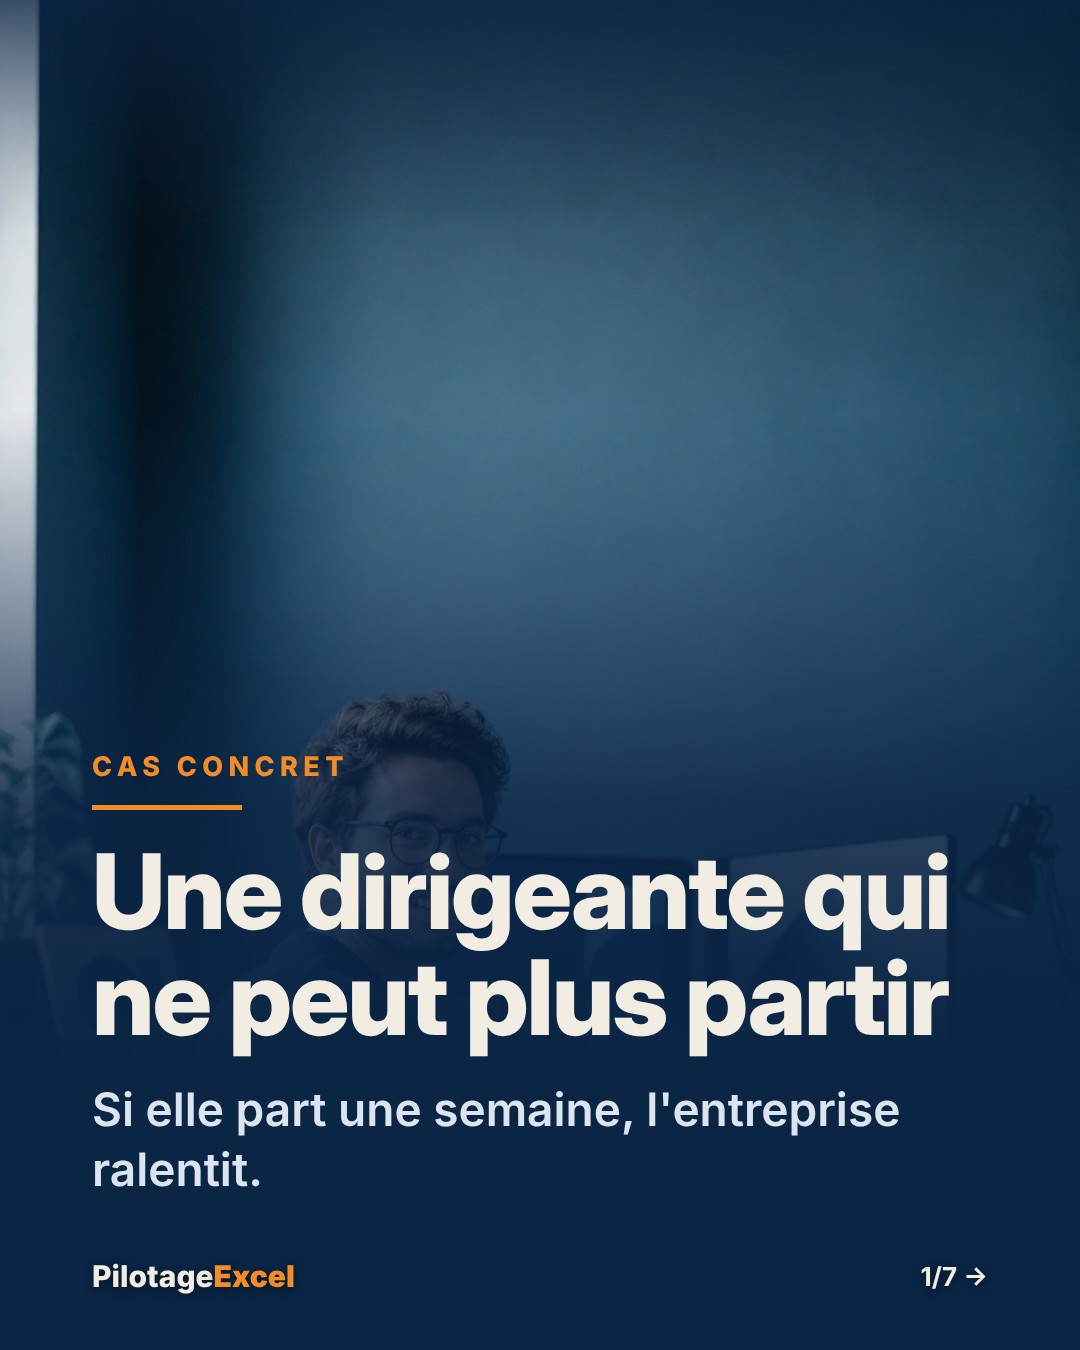 CAS CONCRET
Une dirigeante qui
ne peut plus partir
Si elle part une semaine, l'entreprise
ralentit.
PilotageExcel
1/7 →